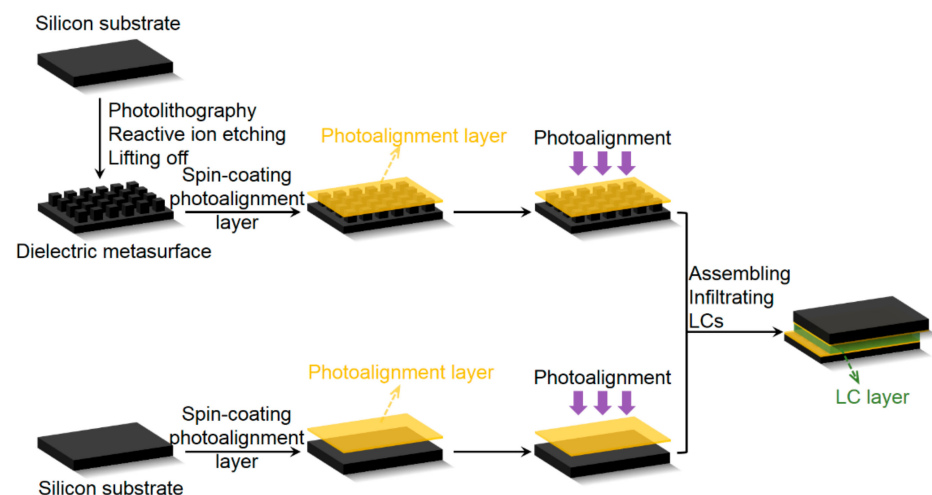 Silicon substrate
Photolithography
Reactive ion etching
Lifting off
Dielectric metasurface
Spin-coating
photoalignment
layer
Photoalignment layer
Photoalignment
Assembling
Infiltrating
LCs
LC layer
Silicon substrate
Spin-coating
photoalignment
layer
Photoalignment layer
Photoalignment